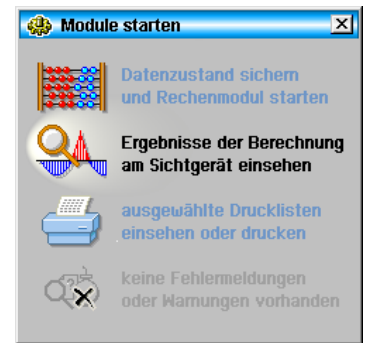 Module starten
Datenzustand sichern
und Rechenmodul starten
Ergebnisse der Berechnung
am Sichtgerät einsehen
ausgewählte Drucklisten
einsehen oder drucken
keine Fehlermeldungen
oder Warnungen vorhanden